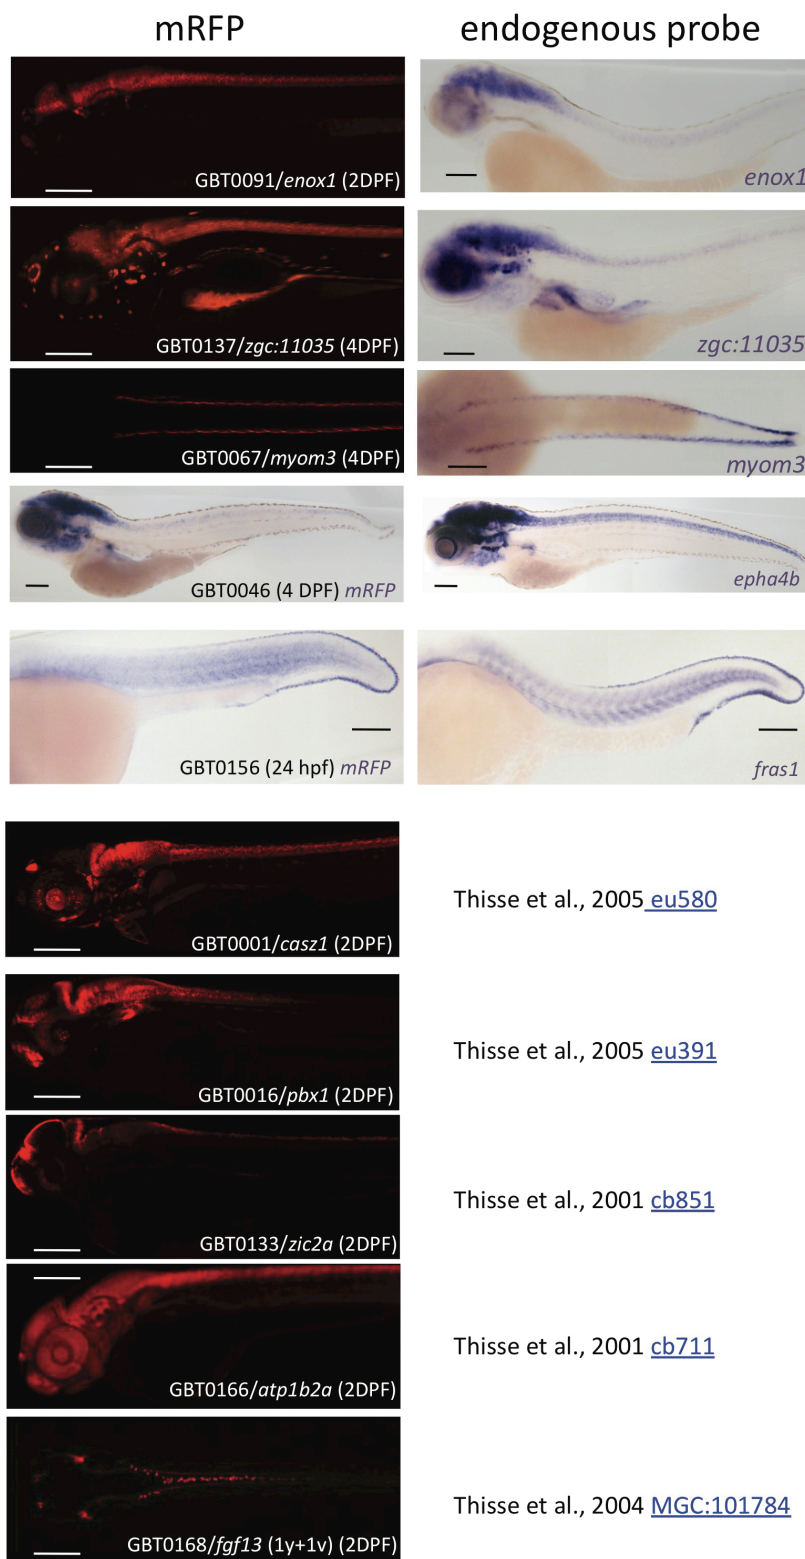 mRFP endogenous probe
GBT0091/enox1 (2DPF) enox1
GBT0137/zgc:11035 (4DPF) zgc:11035
GBT0067/myom3 (4DPF) myom3
GBT0046 (4 DPF) mRFP epha4b
GBT0156 (24 hpf) mRFP fras1
GBT0001/casz1 (2DPF) Thisse et al., 2005 eu580
GBT0016/pbx1 (2DPF) Thisse et al., 2005 eu391
GBT0133/zic2a (2DPF) Thisse et al., 2001 cb851
GBT0166/atp1b2a (2DPF) Thisse et al., 2001 cb711
GBT0168/fgf13 (1y+1v) (2DPF) Thisse et al., 2004 MGC:101784